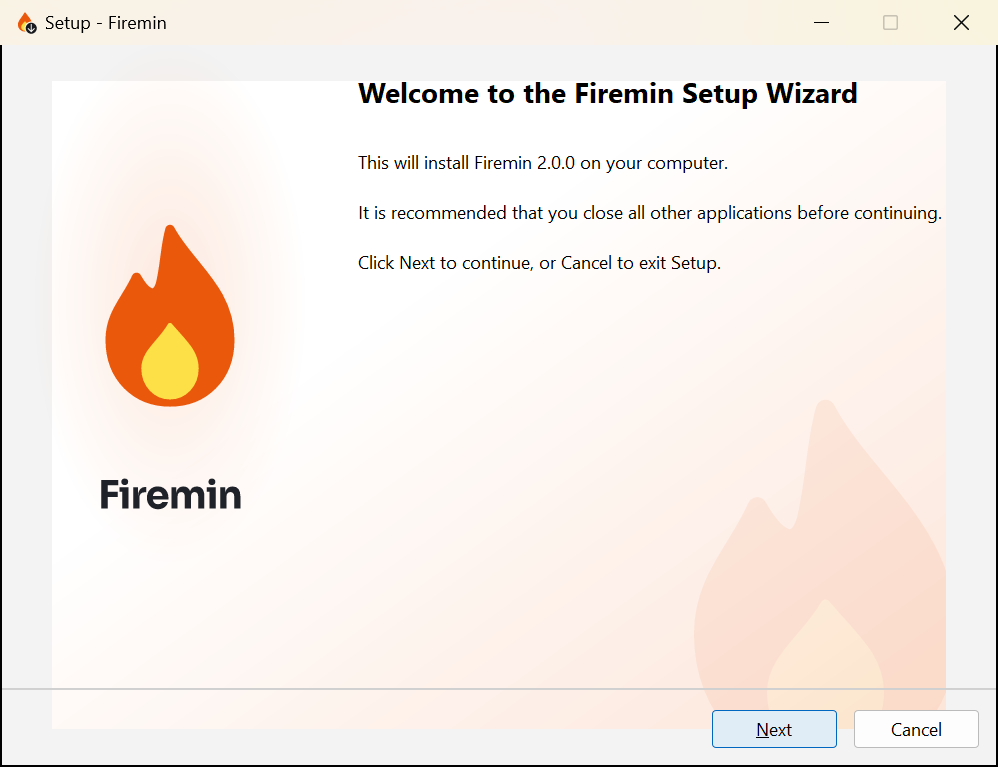 Setup - Firemin
Welcome to the Firemin Setup Wizard
This will install Firemin 2.0.0 on your computer.
It is recommended that you close all other applications before continuing.
Click Next to continue, or Cancel to exit Setup.
Firemin
Next
Cancel